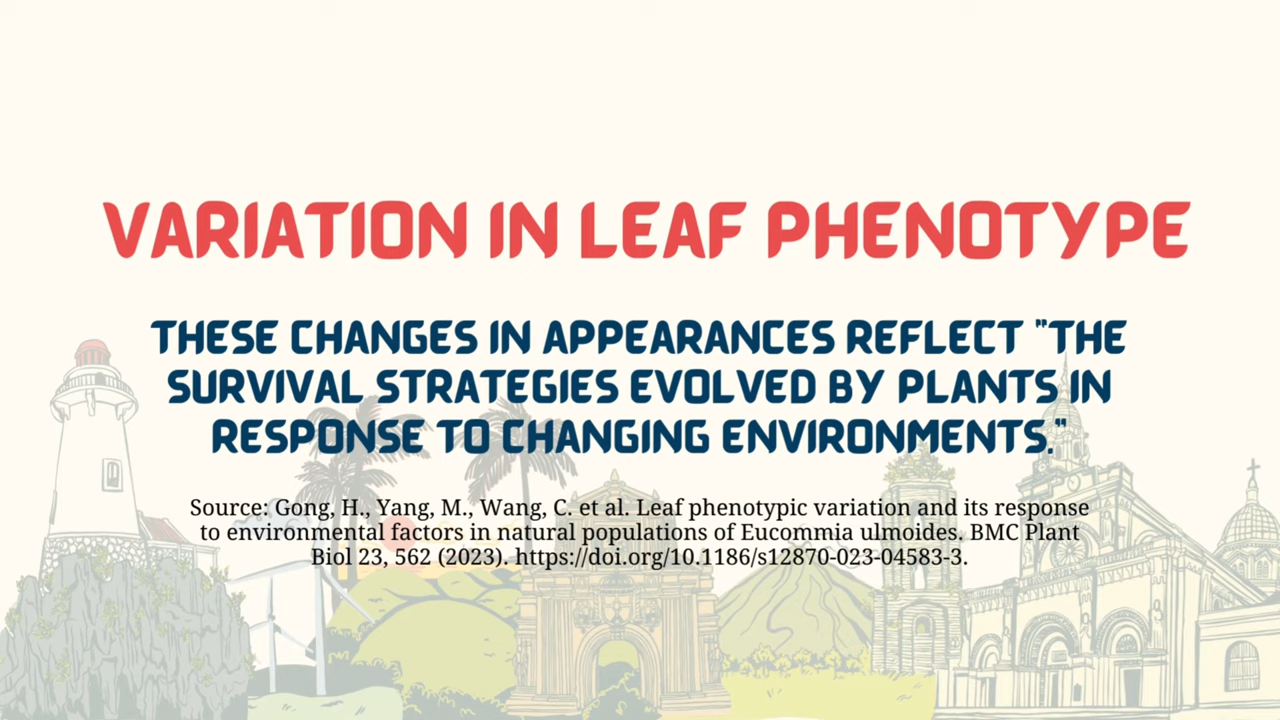 VARIATION IN LEAF PHENOTYPE
THESE CHANGES IN APPEARANCES REFLECT "THE
SURVIVAL STRATEGIES EVOLVED BY PLANTS IN
RESPONSE TO CHANGING ENVIRONMENTS."
Source: Gong, H., Yang, M., Wang, C. et al. Leaf phenotypic variation and its response
to environmental factors in natural populations of Eucommia ulmoides. BMC Plant
Biol 23, 562 (2023). https://doi.org/10.1186/s12870-023-04583-3.